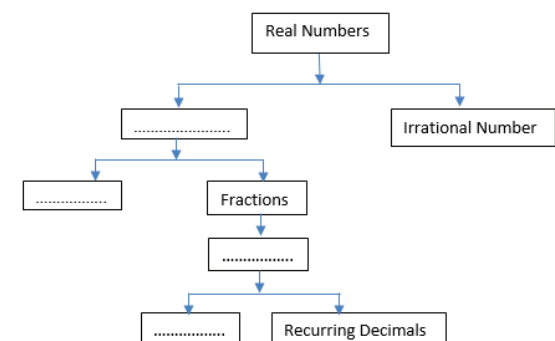 Real Numbers
........................
Irrational Number
.................
Fractions
.................
.................
Recurring Decimals